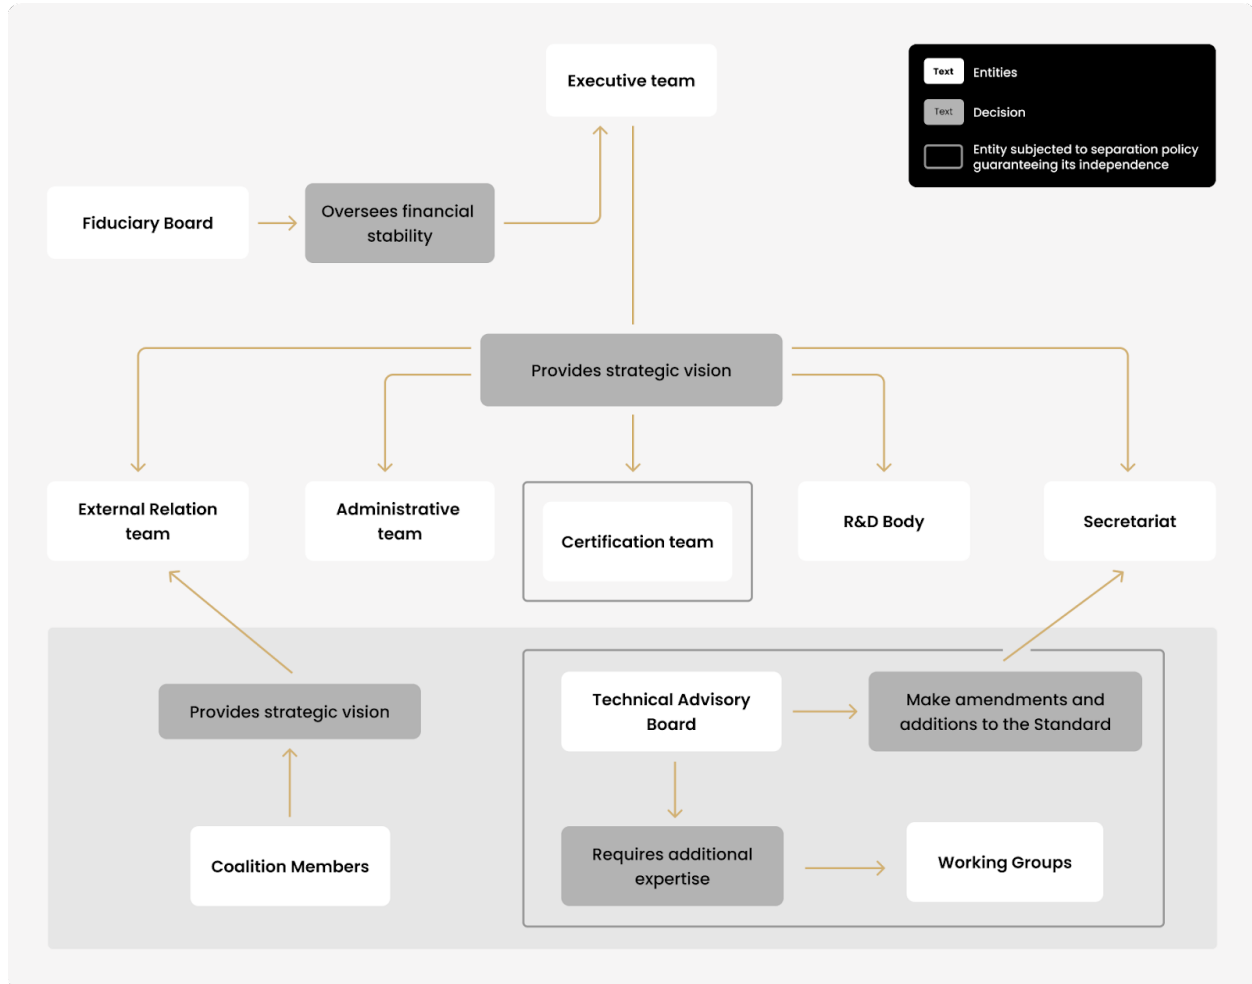 Executive team
Text
Entities
Text
Decision
Entity subjected to separation policy
guaranteeing its independence
Fiduciary Board
Oversees financial
stability
Provides strategic vision
External Relation
team
Administrative
team
Certification team
R&D Body
Secretariat
Provides strategic vision
Technical Advisory
Board
Make amendments and
additions to the Standard
Coalition Members
Requires additional
expertise
Working Groups